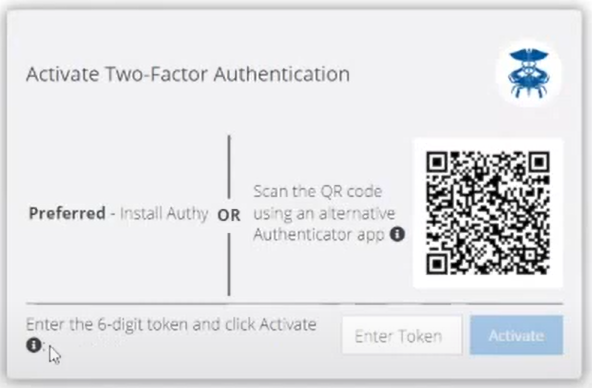 Activate Two-Factor Authentication
Preferred - Install Authy
OR
Scan the QR code
using an alternative
Authenticator app
Enter the 6-digit token and click Activate
:
Enter Token
Activate